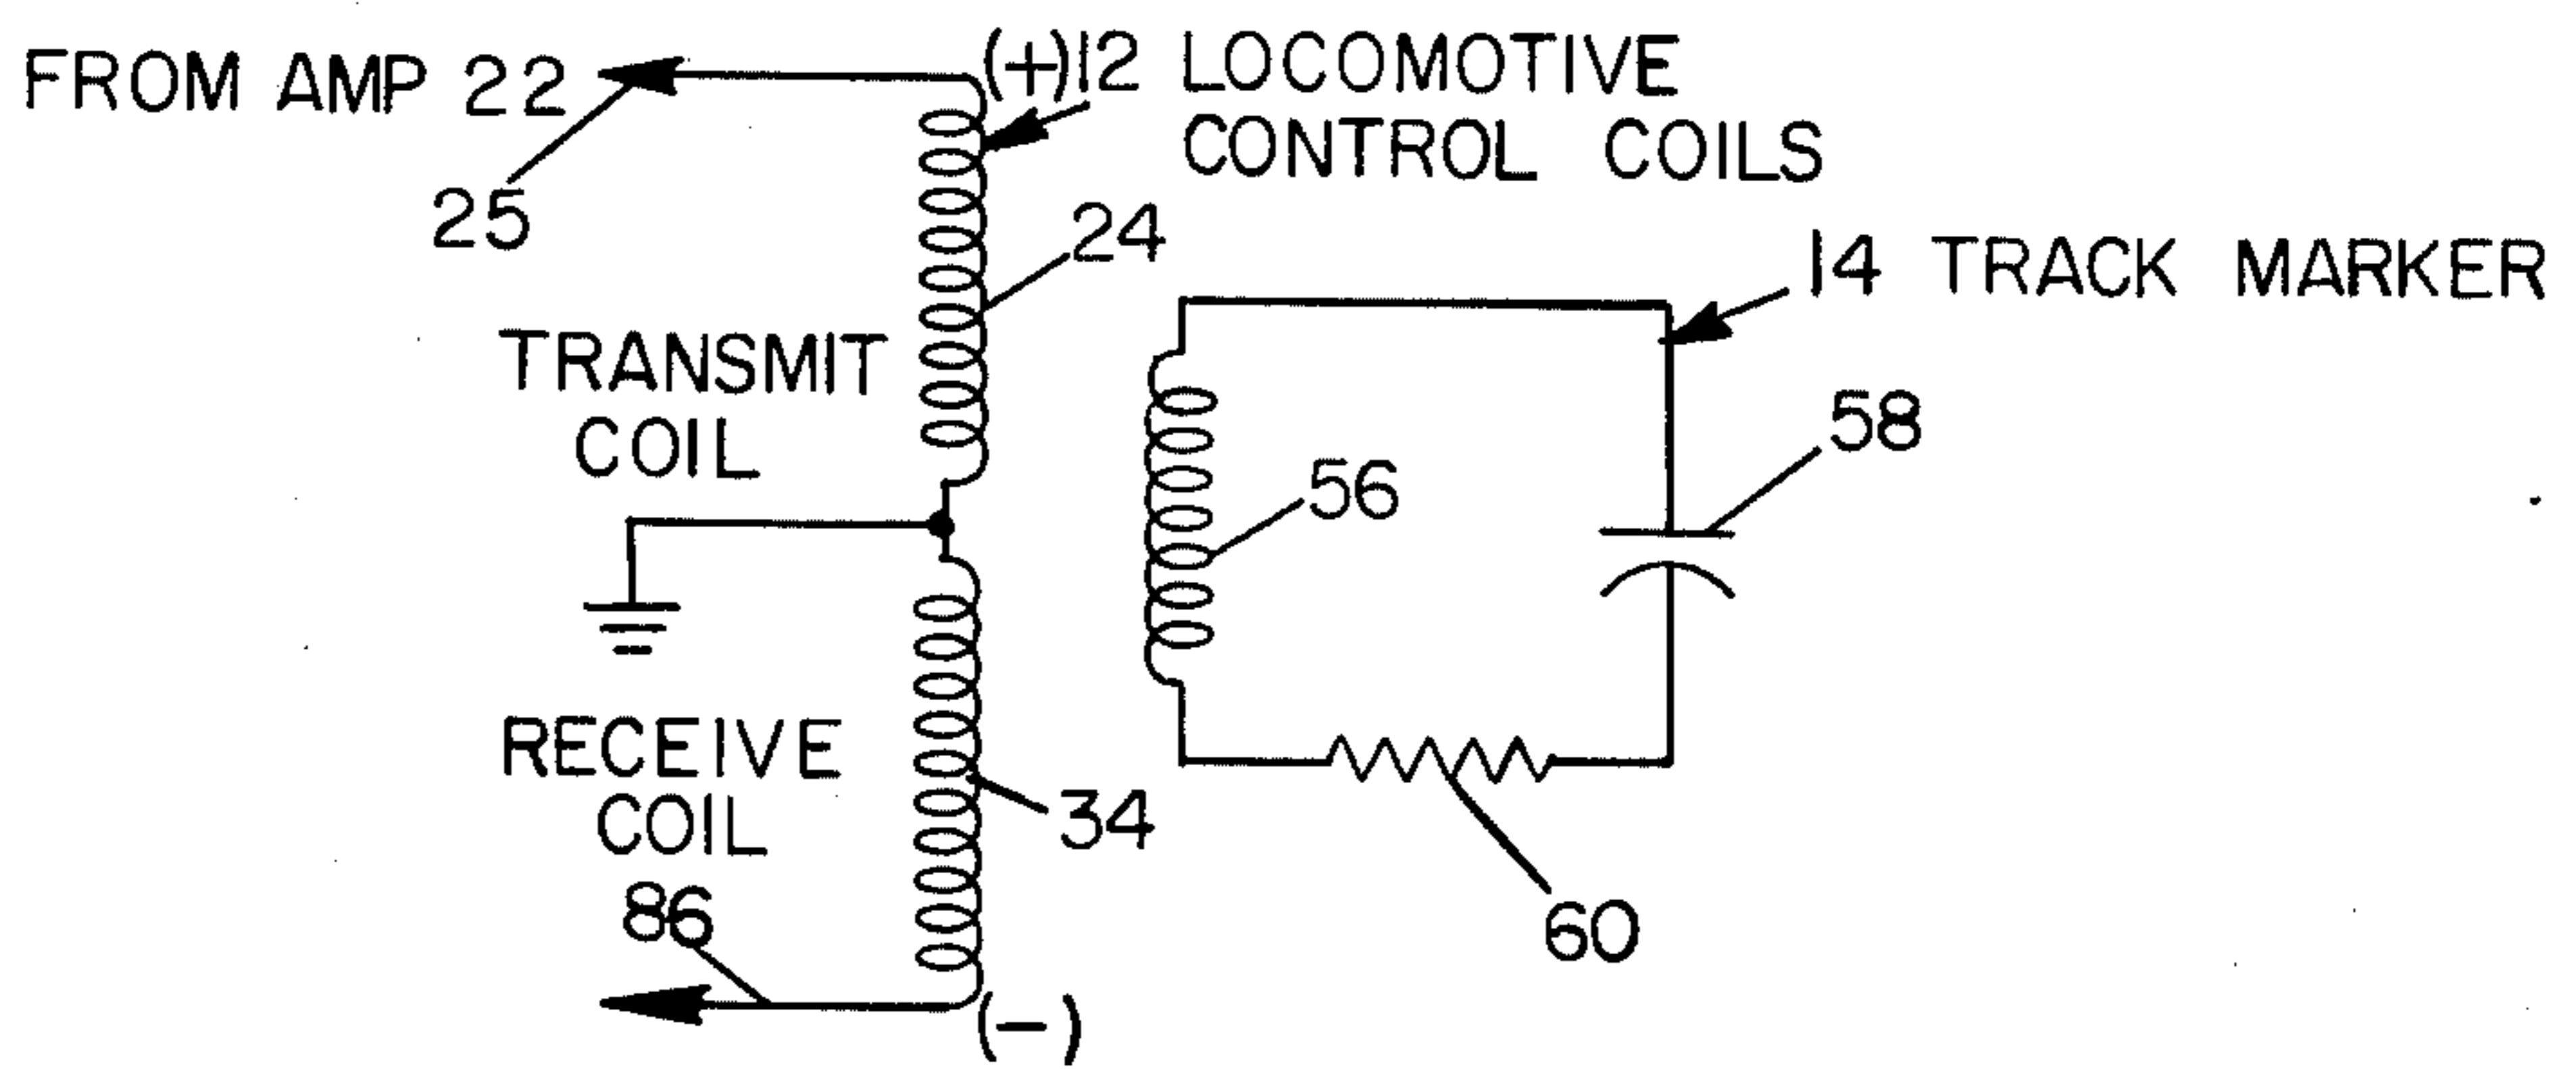 FROM AMP 22
25
(+)
12 LOCOMOTIVE
CONTROL COILS
24
14 TRACK MARKER
TRANSMIT
COIL
56
58
RECEIVE
COIL
34
86
60
(-)